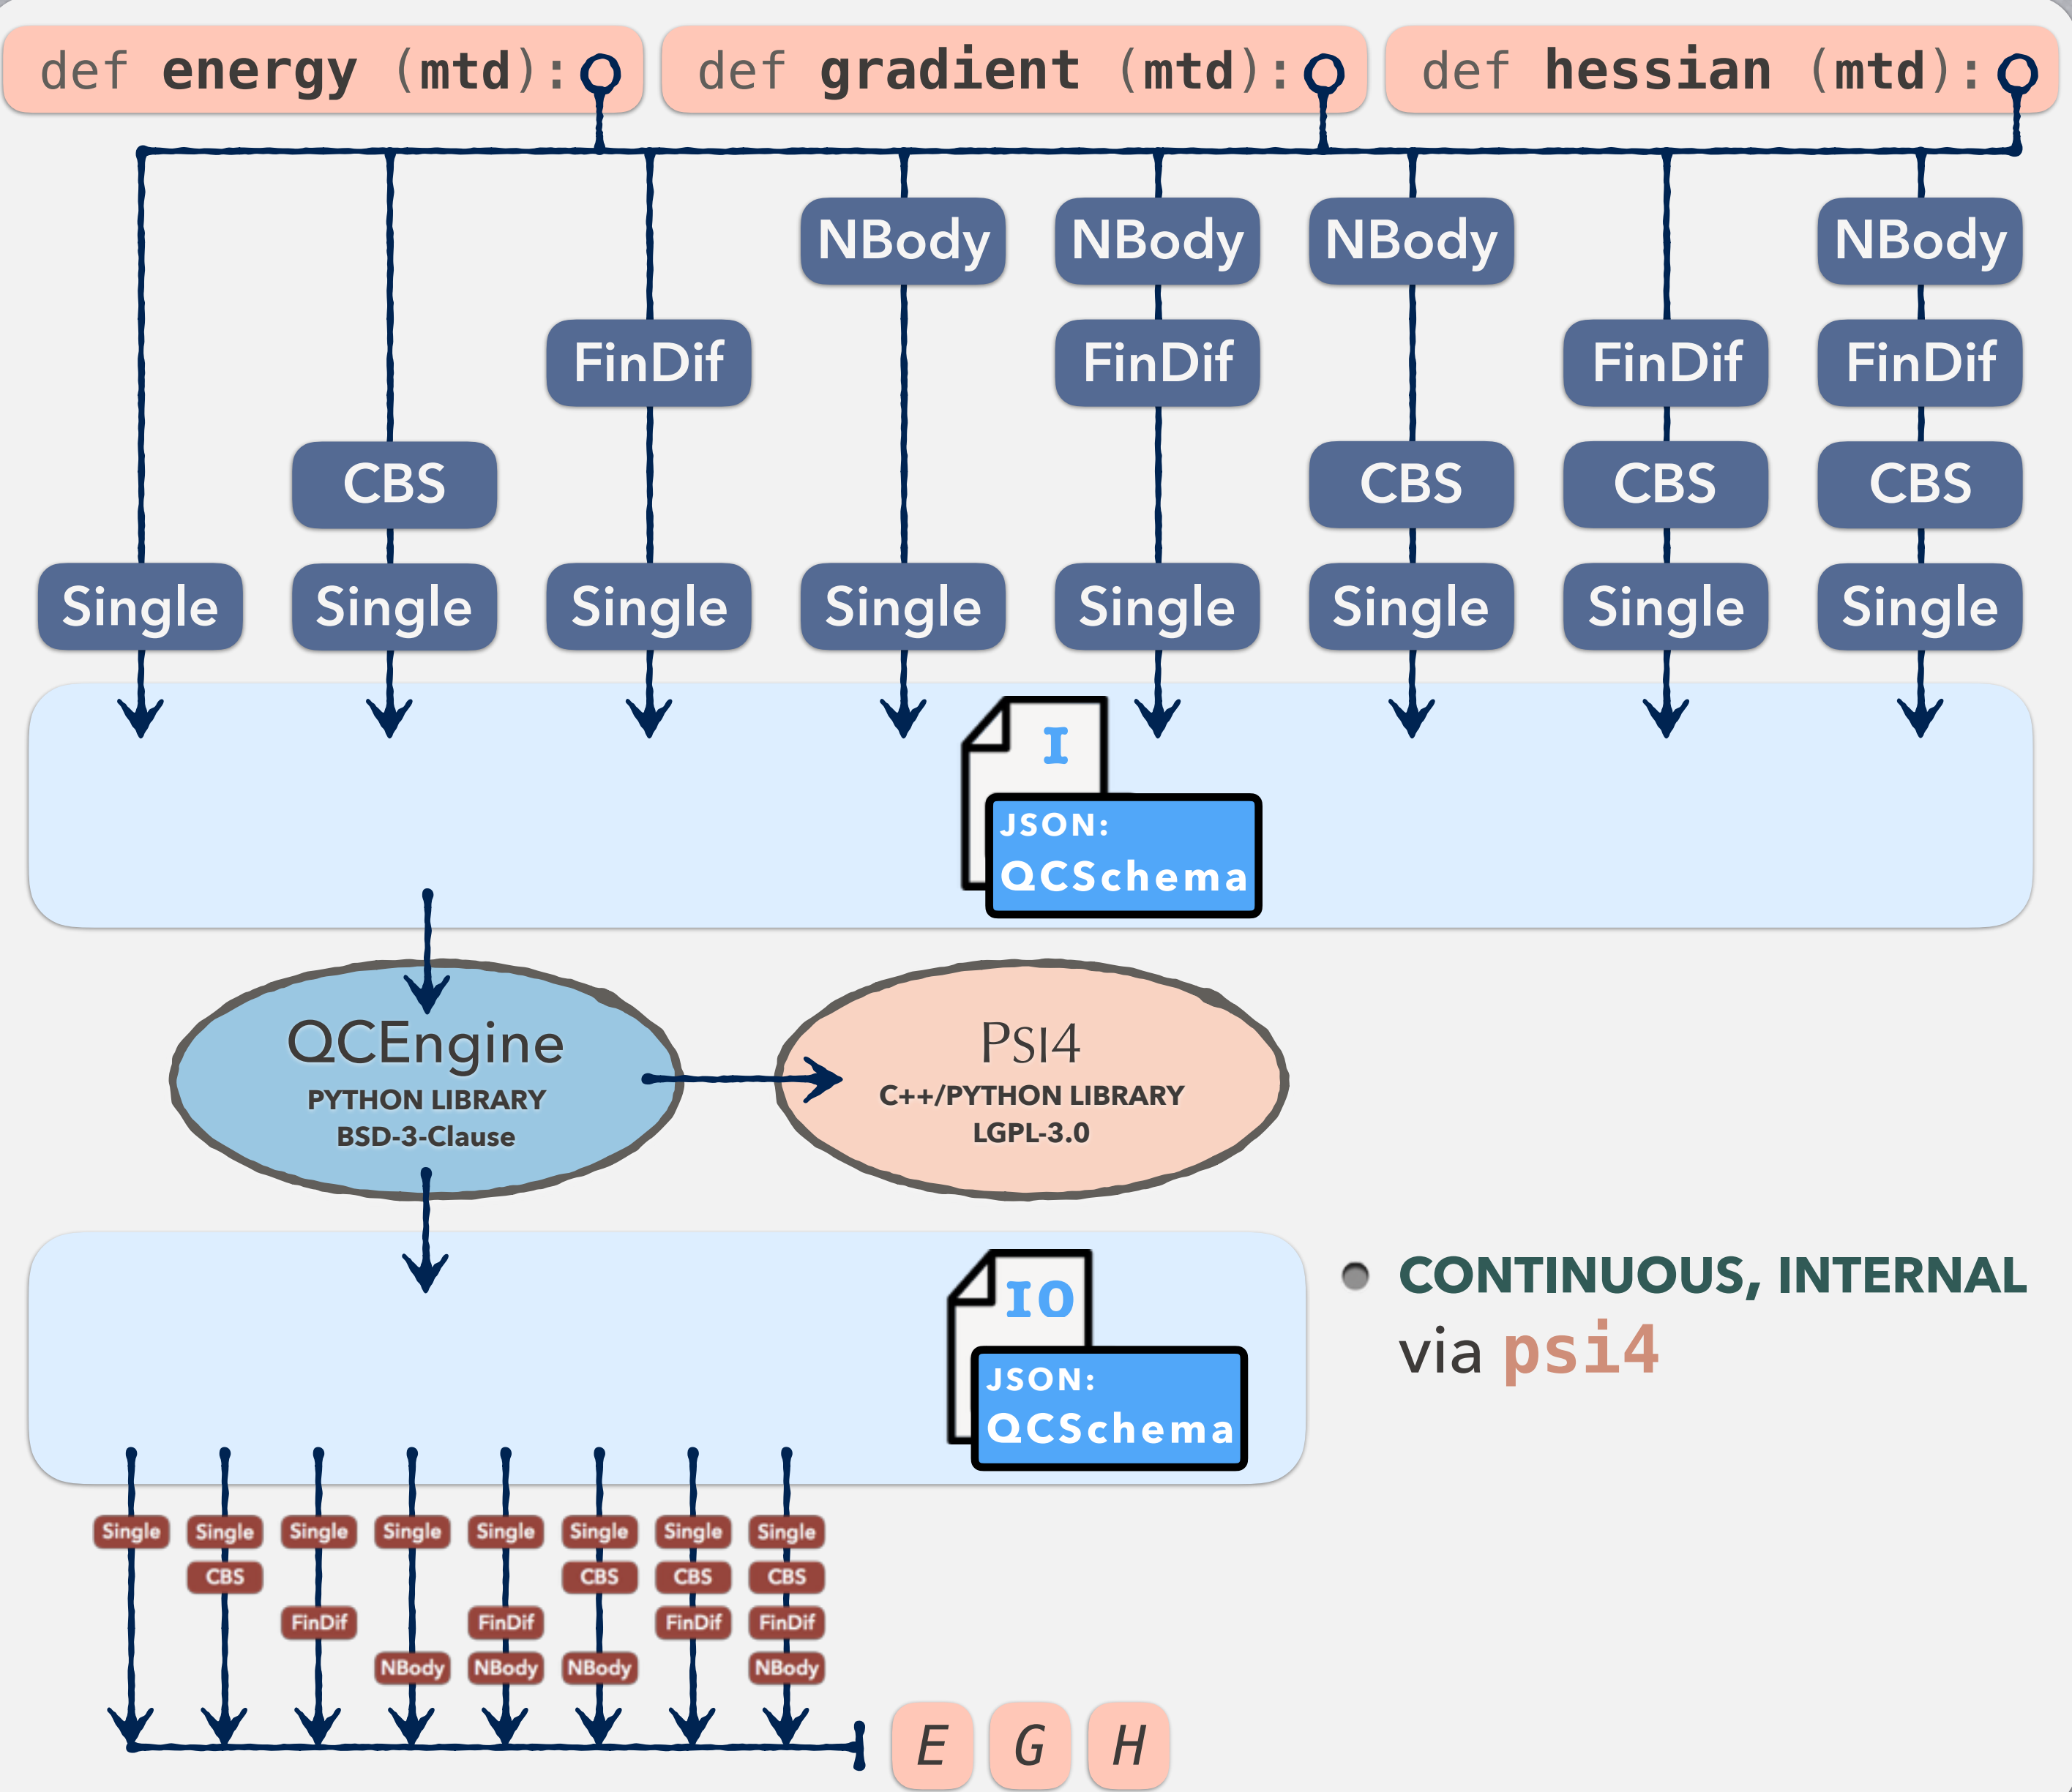 def energy (mtd):
def gradient (mtd):
def hessian (mtd):
NBody NBody NBody NBody
FinDif FinDif FinDif FinDif
CBS CBS CBS CBS
Single Single Single Single Single Single Single Single
I
JSON:
QCSchema
QCEngine
PYTHON LIBRARY
BSD-3-Clause
PSI4
C++/PYTHON LIBRARY
LGPL-3.0
IO
JSON:
QCSchema
CONTINUOUS, INTERNAL
via psi4
Single Single Single Single Single Single Single Single
CBS CBS CBS CBS
FinDif FinDif FinDif FinDif
NBody NBody NBody NBody
E G H